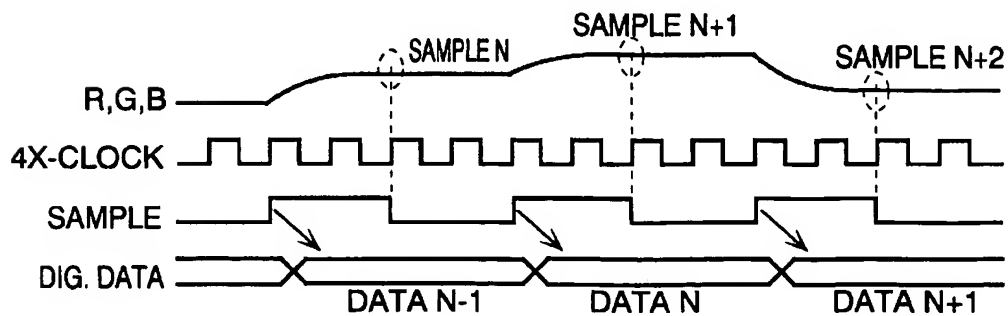 SAMPLE N
SAMPLE N+1
SAMPLE N+2
R,G,B
4X-CLOCK
SAMPLE
DIG. DATA
DATA N-1
DATA N
DATA N+1